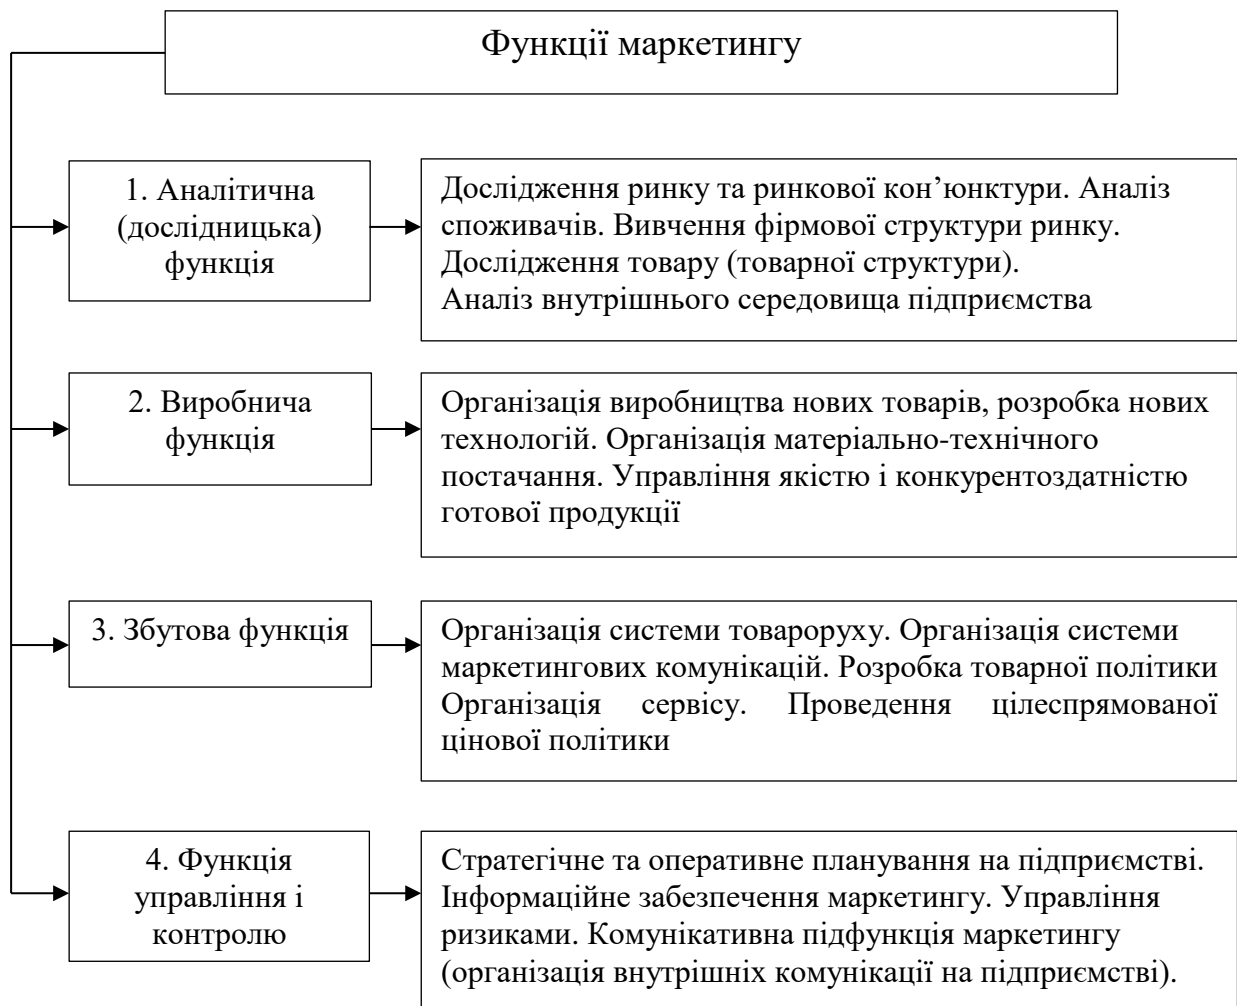 Функції маркетингу
1. Аналітична
(дослідницька)
функція
Дослідження ринку та ринкової кон’юнктури. Аналіз
споживачів. Вивчення фірмової структури ринку.
Дослідження товару (товарної структури).
Аналіз внутрішнього середовища підприємства
2. Виробнича
функція
Організація виробництва нових товарів, розробка нових
технологій. Організація матеріально-технічного
постачання. Управління якістю і конкурентоздатністю
готової продукції
3. Збутова функція
Організація системи товароруху. Організація системи
маркетингових комунікацій. Розробка товарної політики
Організація сервісу. Проведення цілеспрямованої
цінової політики
4. Функція
управління і
контролю
Стратегічне та оперативне планування на підприємстві.
Інформаційне забезпечення маркетингу. Управління
ризиками. Комунікативна підфункція маркетингу
(організація внутрішніх комунікації на підприємстві).